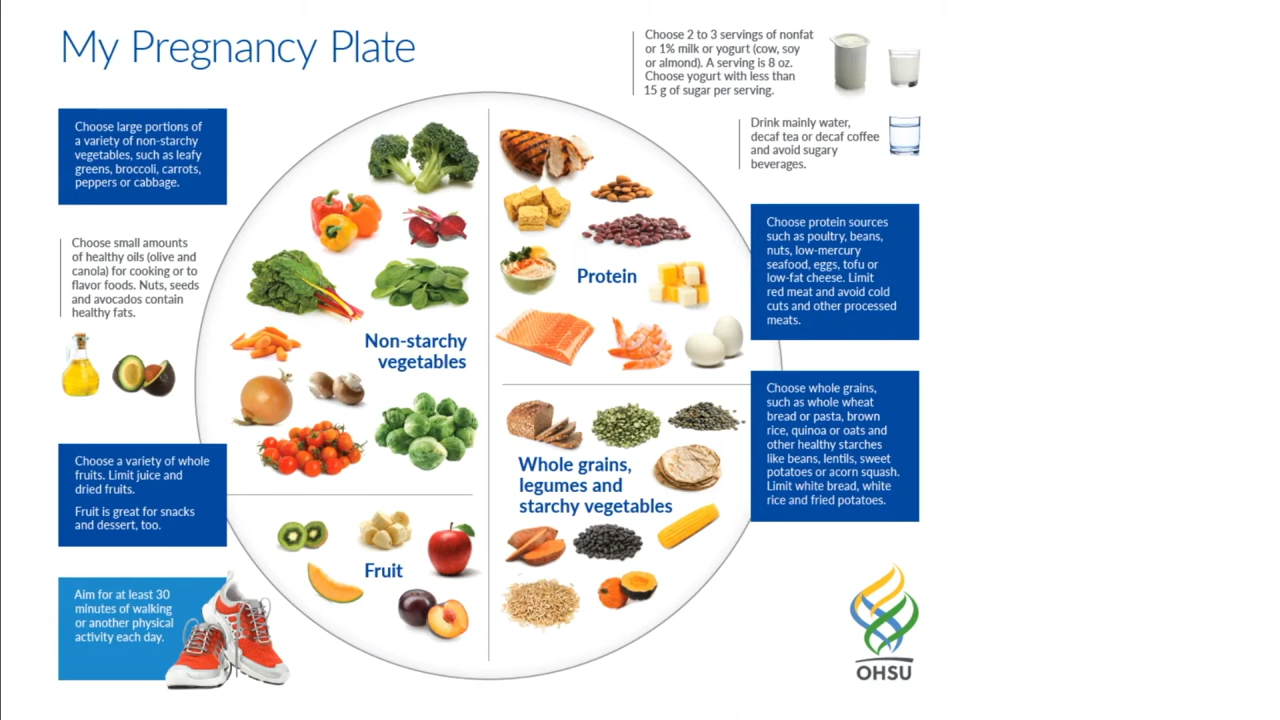 My Pregnancy Plate
Choose 2 to 3 servings of nonfat
or 1% milk or yogurt (cow, soy
or almond). A serving is 8 oz.
Choose yogurt with less than
15 g of sugar per serving.
Drink mainly water,
decaf tea or decaf coffee
and avoid sugary
beverages.
Choose large portions of
a variety of non-starchy
vegetables, such as leafy
greens, broccoli, carrots,
peppers or cabbage.
Choose small amounts
of healthy oils (olive and
canola) for cooking or to
flavor foods. Nuts, seeds
and avocados contain
healthy fats.
Non-starchy
vegetables
Protein
Choose protein sources
such as poultry, beans,
nuts, low-mercury
seafood, eggs, tofu or
low-fat cheese. Limit
red meat and avoid cold
cuts and other processed
meats.
Choose whole grains,
such as whole wheat
bread or pasta, brown
rice, quinoa or oats and
other healthy starches
like beans, lentils, sweet
potatoes or acorn squash.
Limit white bread, white
rice and fried potatoes.
Whole grains,
legumes and
starchy vegetables
Choose a variety of whole
fruits. Limit juice and
dried fruits.
Fruit is great for snacks
and dessert, too.
Fruit
Aim for at least 30
minutes of walking
or another physical
activity each day.
OHSU